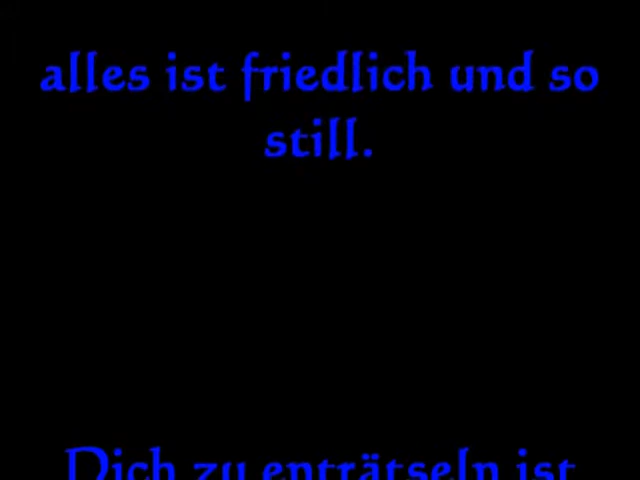 alles ist friedlich und so
still.
Dich zu enträtseln ist